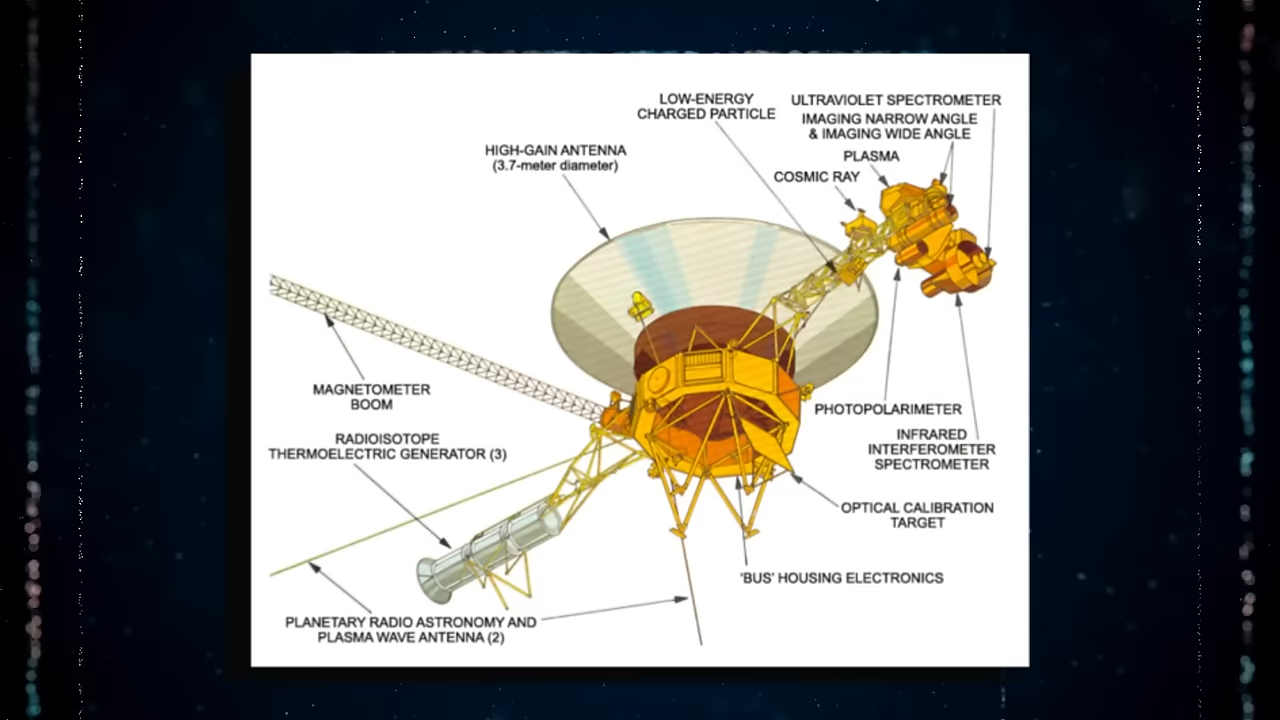 LOW-ENERGY
CHARGED PARTICLE
ULTRAVIOLET SPECTROMETER
IMAGING NARROW ANGLE
& IMAGING WIDE ANGLE
PLASMA
COSMIC RAY
HIGH-GAIN ANTENNA
(3.7-meter diameter)
MAGNETOMETER
BOOM
RADIOISOTOPE
THERMOELECTRIC GENERATOR (3)
PHOTOPOLARIMETER
INFRARED
INTERFEROMETER
SPECTROMETER
OPTICAL CALIBRATION
TARGET
'BUS' HOUSING ELECTRONICS
PLANETARY RADIO ASTRONOMY AND
PLASMA WAVE ANTENNA (2)